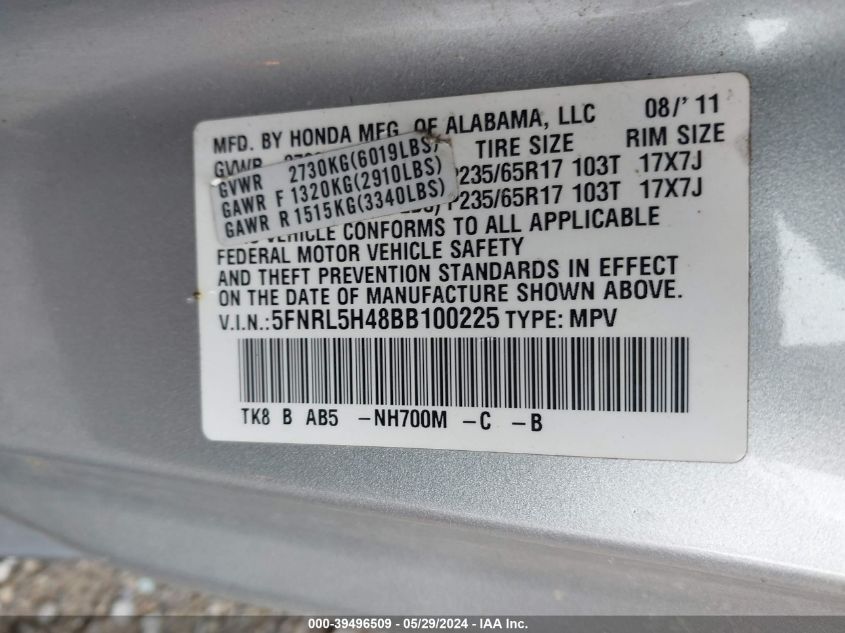 MFD. BY HONDA MFG. OF ALABAMA, LLC 08/'11
GVWR TIRE SIZE RIM SIZE
GVWR 2730KG(6019LBS)
GAWR F 1320KG(2910LBS) P235/65R17 103T 17X7J
GAWR R 1515KG(3340LBS) P235/65R17 103T 17X7J
VEHICLE CONFORMS TO ALL APPLICABLE
FEDERAL MOTOR VEHICLE SAFETY
AND THEFT PREVENTION STANDARDS IN EFFECT
ON THE DATE OF MANUFACTURE SHOWN ABOVE.
V.I.N.: 5FNRL5H48BB100225 TYPE: MPV
TK8 B AB5 -NH700M -C -B
000-39496509 - 05/29/2024 - IAA Inc.